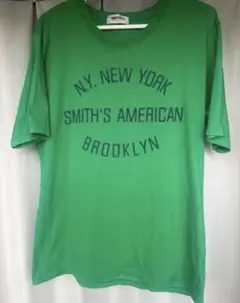 N.Y. NEW YORK
SMITH'S AMERICAN
BROOKLYN